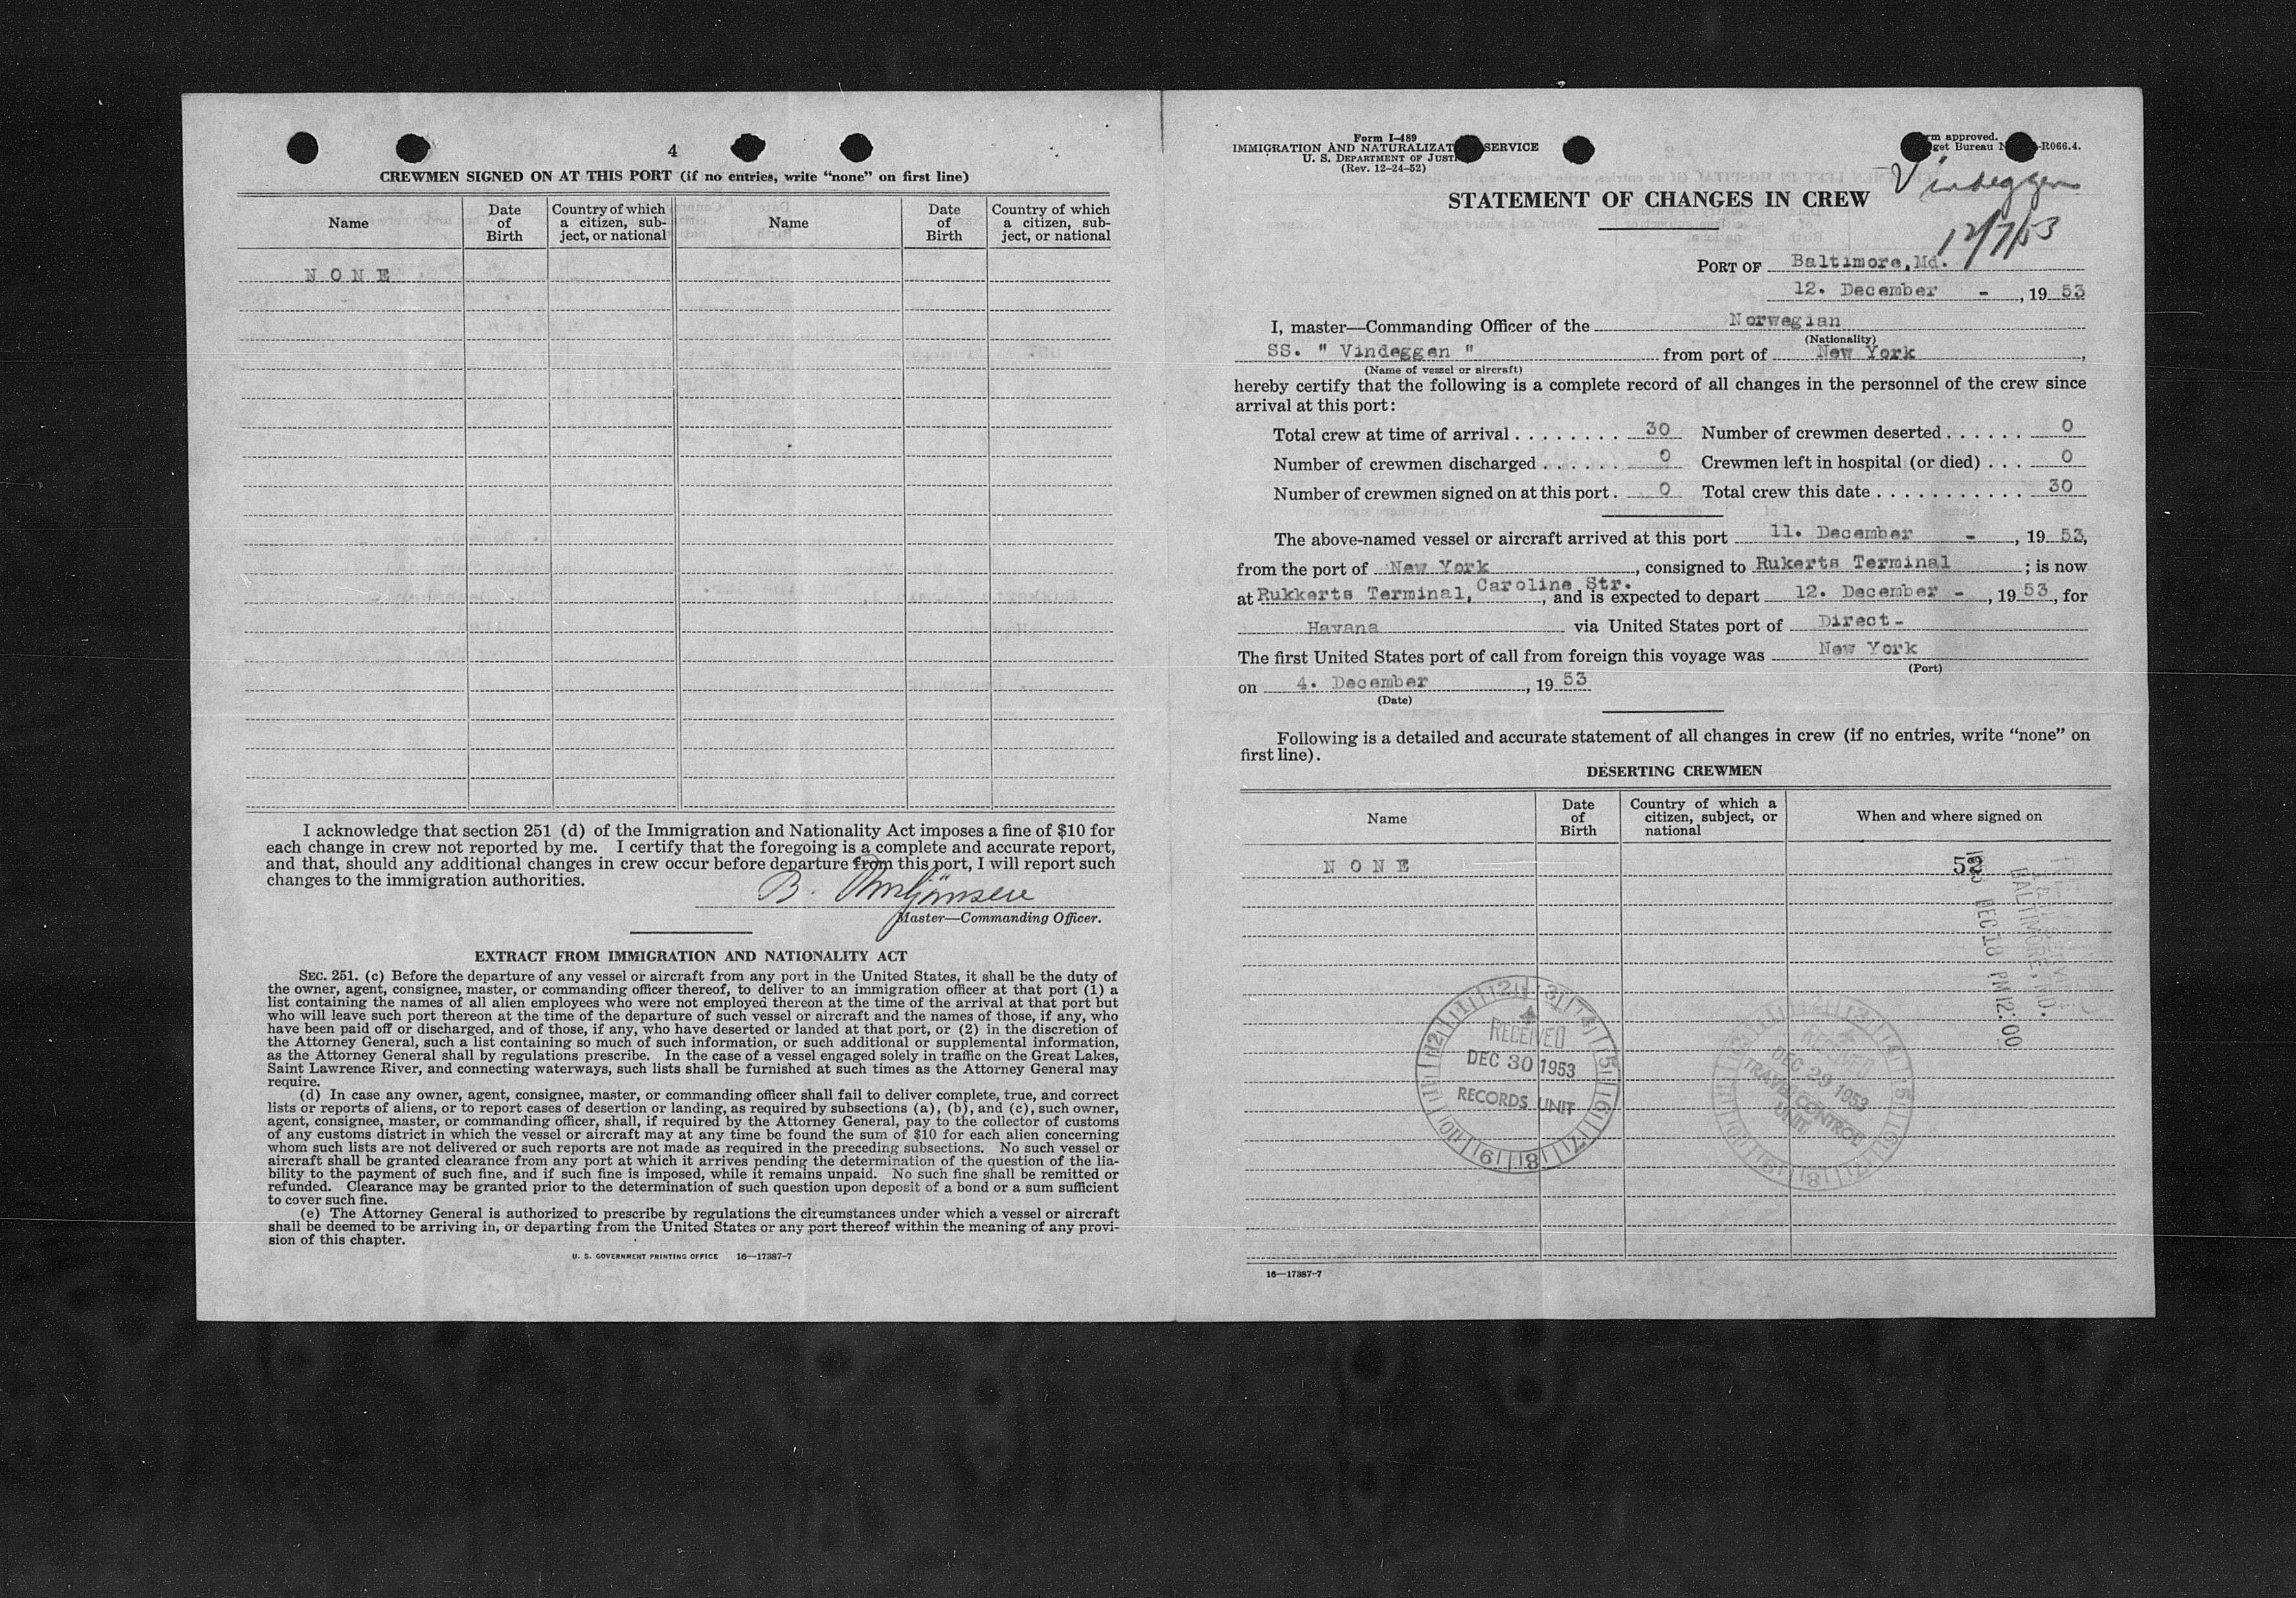 4
CREWMEN SIGNED ON AT THIS PORT (if no entries, write “none” on first line)
Name
Date of Birth
Country of which a citizen, subject, or national
Name
Date of Birth
Country of which a citizen, subject, or national
N O N E
I acknowledge that section 251 (d) of the Immigration and Nationality Act imposes a fine of $10 for
each change in crew not reported by me. I certify that the foregoing is a complete and accurate report,
and that, should any additional changes in crew occur before departure from this port, I will report such
changes to the immigration authorities.
B.
Master—Commanding Officer.
EXTRACT FROM IMMIGRATION AND NATIONALITY ACT
SEC. 251. (c) Before the departure of any vessel or aircraft from any port in the United States, it shall be the duty of
the owner, agent, consignee, master, or commanding officer thereof, to deliver to an immigration officer at that port (1) a
list containing the names of all alien employees who were not employed thereon at the time of the arrival at that port but
who will leave such port thereon at the time of the departure of such vessel or aircraft and the names of those, if any, who
have been paid off or discharged, and of those, if any, who have deserted or landed at that port, or (2) in the discretion of
the Attorney General, such a list containing so much of such information, or such additional or supplemental information,
as the Attorney General shall by regulations prescribe. In the case of a vessel engaged solely in traffic on the Great Lakes,
Saint Lawrence River, and connecting waterways, such lists shall be furnished at such times as the Attorney General may
require.
(d) In case any owner, agent, consignee, master, or commanding officer shall fail to deliver complete, true, and correct
lists or reports of aliens, or to report cases of desertion or landing, as required by subsections (a), (b), and (c), such owner,
agent, consignee, master, or commanding officer, shall, if required by the Attorney General, pay to the collector of customs
of any customs district in which the vessel or aircraft may at any time be found the sum of $10 for each alien concerning
whom such lists are not delivered or such reports are not made as required in the preceding subsections. No such vessel or
aircraft shall be granted clearance from any port at which it arrives pending the determination of the question of the lia-
bility to the payment of such fine, and if such fine is imposed, while it remains unpaid. No such fine shall be remitted or
refunded. Clearance may be granted prior to the determination of such question upon deposit of a bond or a sum sufficient
to cover such fine.
(e) The Attorney General is authorized to prescribe by regulations the circumstances under which a vessel or aircraft
shall be deemed to be arriving in, or departing from the United States or any port thereof within the meaning of any provi-
sion of this chapter.
U. S. GOVERNMENT PRINTING OFFICE 16—17387-7
Form I-489
IMMIGRATION AND NATURALIZAT SERVICE
U. S. DEPARTMENT OF JUST
(Rev. 12-24-52)
rm approved.
get Bureau N -R066.4.
Vindeggen
12/7/53
STATEMENT OF CHANGES IN CREW
PORT OF Baltimore, Md.
12. December - , 19 53
I, master—Commanding Officer of the Norwegian
(Nationality)
SS. " Vindeggen " from port of New York ,
(Name of vessel or aircraft)
hereby certify that the following is a complete record of all changes in the personnel of the crew since
arrival at this port:
Total crew at time of arrival . . . . . . . . 30 Number of crewmen deserted . . . . . . 0
Number of crewmen discharged . . . . . . 0 Crewmen left in hospital (or died) . . . 0
Number of crewmen signed on at this port . 0 Total crew this date . . . . . . . . . . . . 30
The above-named vessel or aircraft arrived at this port 11. December - , 19 53,
from the port of New York , consigned to Rukerts Terminal ; is now
at Rukkerts Terminal, Caroline Str. , and is expected to depart 12. December - , 19 53, for
Havana via United States port of Direct-
The first United States port of call from foreign this voyage was New York
(Port)
on 4. December , 19 53
(Date)
Following is a detailed and accurate statement of all changes in crew (if no entries, write “none” on
first line).
DESERTING CREWMEN
Name
Date of Birth
Country of which a citizen, subject, or national
When and where signed on
N O N E
52
DEC 18 PM 12:00
BALTIMORE, MD.
RECEIVED
DEC 30 1953
RECORDS UNIT
RECEIVED
DEC 29 1953
TRAVEL CONTROL
UNIT
16—17387-7